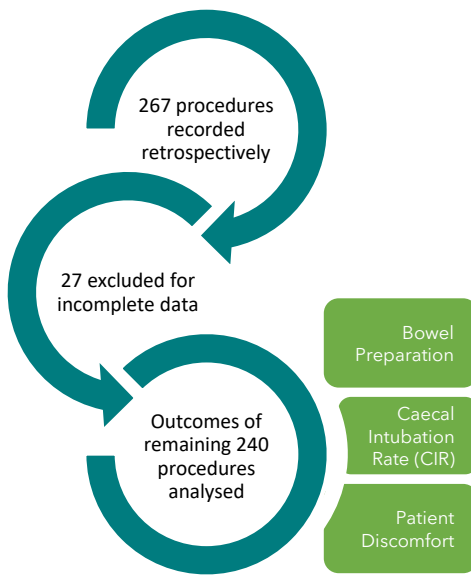 267 procedures
recorded
retrospectively
27 excluded for
incomplete data
Outcomes of
remaining 240
procedures
analysed
Bowel
Preparation
Caecal
Intubation
Rate (CIR)
Patient
Discomfort